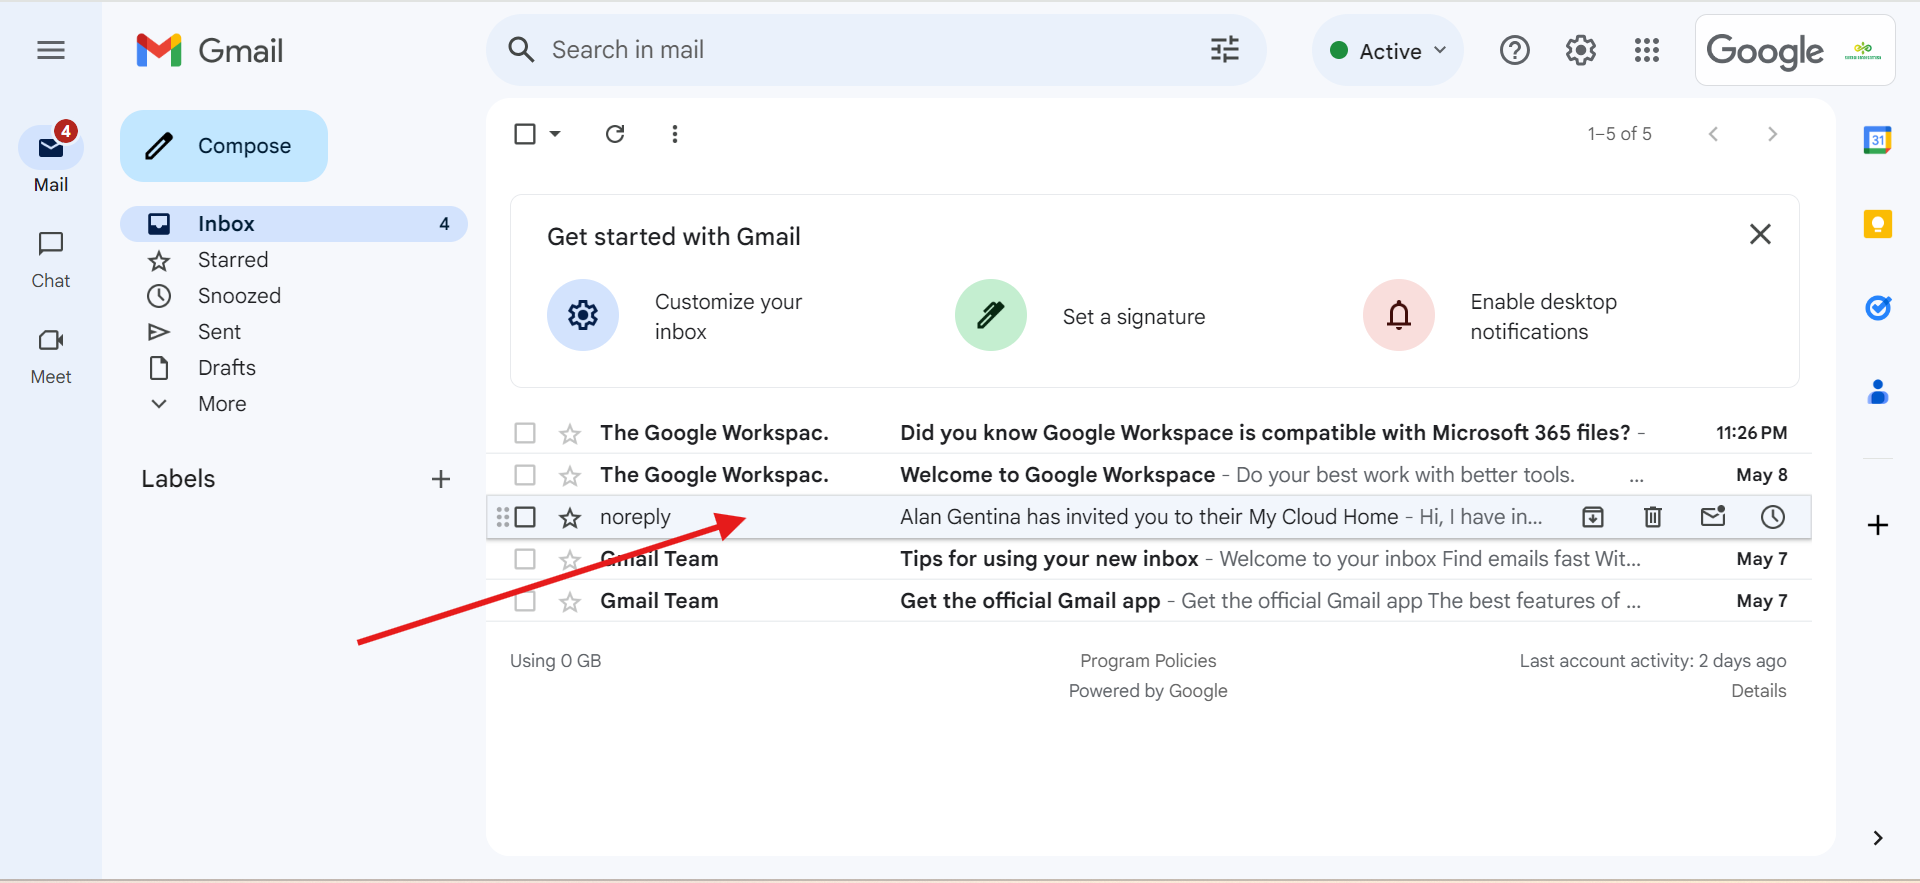 Gmail
Search in mail
Active
Google
4
Mail
Chat
Meet
Compose
Inbox 4
Starred
Snoozed
Sent
Drafts
More
Labels
1–5 of 5
31
Get started with Gmail
Customize your
inbox
Set a signature
Enable desktop
notifications
The Google Workspac. Did you know Google Workspace is compatible with Microsoft 365 files? - 11:26 PM
The Google Workspac. Welcome to Google Workspace - Do your best work with better tools. ... May 8
noreply Alan Gentina has invited you to their My Cloud Home - Hi, I have in...
Gmail Team Tips for using your new inbox - Welcome to your inbox Find emails fast Wit... May 7
Gmail Team Get the official Gmail app - Get the official Gmail app The best features of ... May 7
Using 0 GB
Program Policies
Powered by Google
Last account activity: 2 days ago
Details